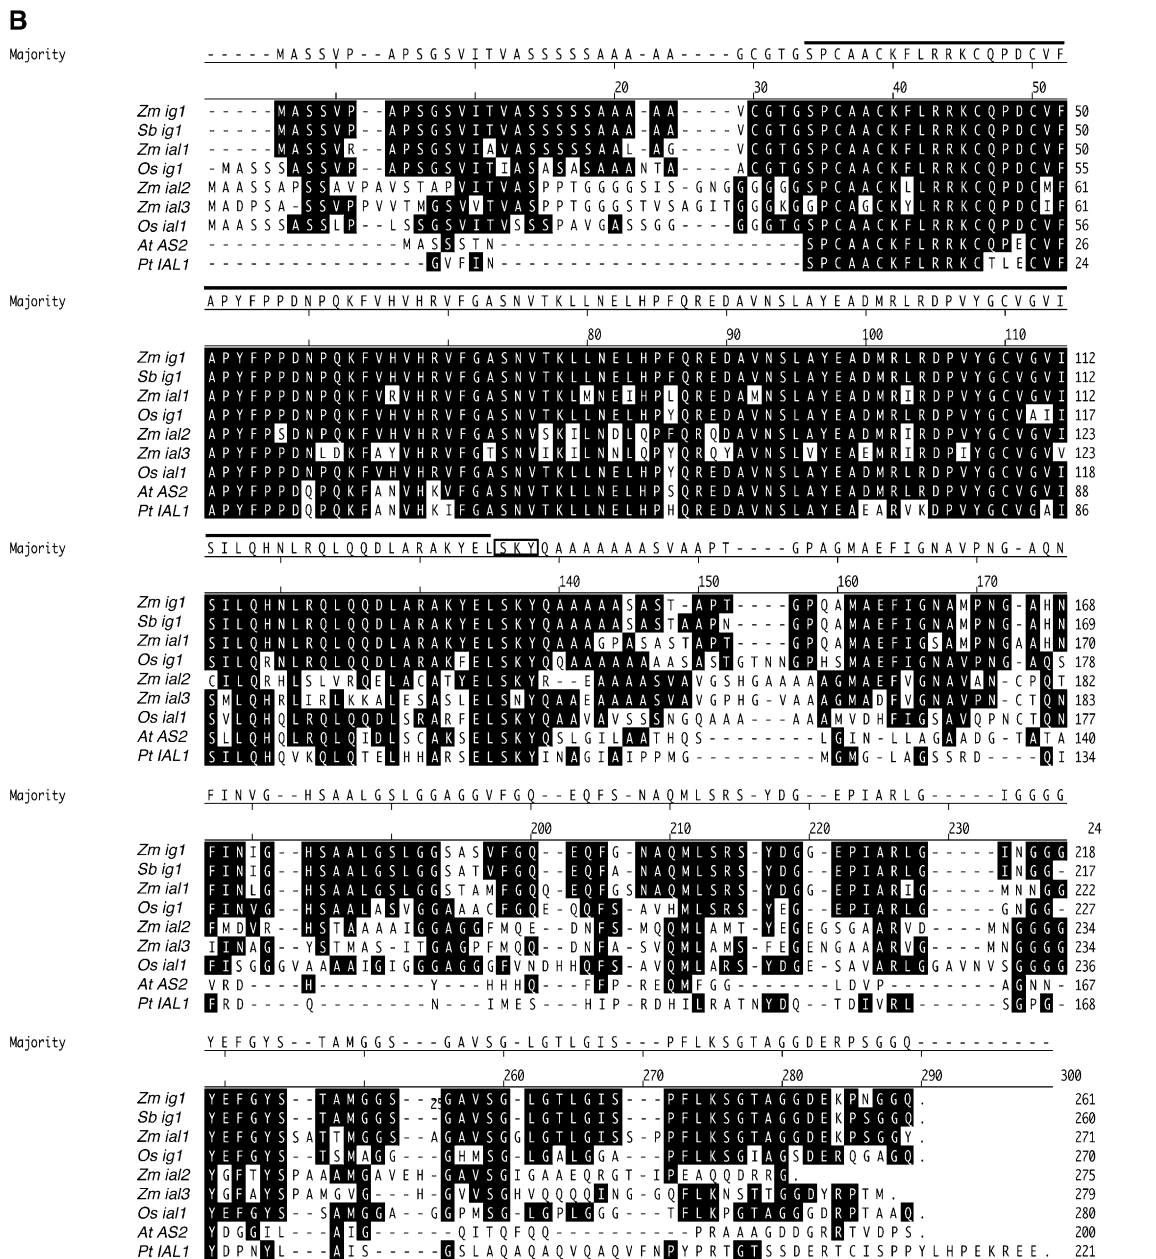 B
Majority -----MASSVP--APSGSVITVASSSSSAAA-AA----GCGTGSPCAACKFLRRKCQPDCVF
20 30 40 50
Zm ig1 -----MASSVP--APSGSVITVASSSSSAAA-AA----VCGTGSPCAACKFLRRKCQPDCVF 50
Sb ig1 -----MASSVP--APSGSVITVASSSSSAAA-AA----VCGTGSPCAACKFLRRKCQPDCVF 50
Zm ial1 -----MASSVR--APSGSVIAVASSSSSAAL-AG----VCGTGSPCAACKFLRRKCQPDCVF 50
Os ig1 -MASSSASSVP--APSGSVITIASASASAAANTA----ACGTGSPCAACKFLRRKCQPDCVF 55
Zm ial2 MAASSAPSSAVPAVSTAPVITVASPPTGGGGSIS-GNGGGGGGSPCAACKLLRRKCQPDCMF 61
Zm ial3 MADPSA-SSVPPVVTMGSVVTVASPPTGGGSTVSAGITGGGKGGPCAGCKYLRRKCQPDCIF 61
Os ial1 MAASSSASSLP--LSSGSVITVSSSPAVGASSGG----GGGTGSPCAACKFLRRKCQPDCVF 56
At AS2 --------------MASSSTN----------------------SPCAACKFLRRKCQPECVF 26
Pt IAL1 ----------------GVFIN----------------------SPCAACKFLRRKCTLECVF 24
Majority APYFPPDNPQKFVHVHRVFGASNVTKLLNELHPFQREDAVNSLAYEADMRLRDPVYGCVGVI
80 90 100 110
Zm ig1 APYFPPDNPQKFVHVHRVFGASNVTKLLNELHPFQREDAVNSLAYEADMRLRDPVYGCVGVI 112
Sb ig1 APYFPPDNPQKFVHVHRVFGASNVTKLLNELHPFQREDAVNSLAYEADMRLRDPVYGCVGVI 112
Zm ial1 APYFPPDNPQKFVRVHRVFGASNVTKLMNEIHPLQREDAMNSLAYEADMRIRDPVYGCVGVI 112
Os ig1 APYFPPDNPQKFVHVHRVFGASNVTKLLNELHPYQREDAVNSLAYEADMRLRDPVYGCVAII 117
Zm ial2 APYFPSDNPQKFVHVHRVFGASNVSKILNDLQPFQRQDAVNSLAYEADMRIRDPVYGCVGVI 123
Zm ial3 APYFPPDNLDKFAYVHRVFGTSNVIKILNNLQPYQRQYAVNSLVYEAEMRIRDPIYGCVGVV 123
Os ial1 APYFPPDNPQKFVHVHRVFGASNVTKLLNELHPYQREDAVNSLAYEADMRLRDPVYGCVGVI 118
At AS2 APYFPPDQPQKFANVHKVFGASNVTKLLNELHPSQREDAVNSLAYEADMRLRDPVYGCVGVI 88
Pt IAL1 APYFPPDQPQKFANVHKIFGASNVTKLLNELHPHQREDAVNSLAYEAEARVKDPVYGCVGAI 86
Majority SILQHNLRQLQQDLARAKYELSKYQAAAAAAASVAAPT----GPAGMAEFIGNAVPNG-AQN
140 150 160 170
Zm ig1 SILQHNLRQLQQDLARAKYELSKYQAAAAASAST-APT----GPQAMAEFIGNAMPNG-AHN 168
Sb ig1 SILQHNLRQLQQDLARAKYELSKYQAAAAASASTAAPN----GPQAMAEFIGNAMPNG-AHN 169
Zm ial1 SILQHNLRQLQQDLARAKYELSKYQAAAGPASASTAPT----GPQAMAEFIGSAMPNGAAHN 170
Os ig1 SILQRNLRQLQQDLARAKFELSKYQQAAAAAAAASASTGTNNGPHSMAEFIGNAVPNG-AQS 178
Zm ial2 CILQRHLSLVRQELACATYELSKYR--EAAAAAASVAVGSHGAAAAAGMAEFVGNAVAN-CPQT 182
Zm ial3 SMLQHRLIRLKKALESASLELSNYQAAEAAAASVAVGPHG-VAAGMADFVGNAVPN-CTQN 183
Os ial1 SVLQHQLRQLQQDLSRARFELSKYQAAVAVSSSNGQAAA--AAAMVDHFIGSAVQPNCTQN 177
At AS2 SLLQHQLRQLQIDLSCAKSELSKYQSLGILAATHQS------LGIN-LLAGAADG-TATA 140
Pt IAL1 SILQHQVKQLQTELHHARSELSKYINAGIAIPPMG-------MGMG-LAGSSRD----QI 134
Majority FINVG--HSAALGSLGGAGGVFGQ--EQFS-NAQMLSRS-YDG--EPIARLG-----IGGGG
200 210 220 230 24
Zm ig1 FINIG--HSAALGSLGGSASVFGQ--EQFG-NAQMLSRS-YDGG-EPIARLG-----INGGG 218
Sb ig1 FINIG--HSAALGSLGGSATVFGQ--EQFA-NAQMLSRS-YDGG-EPIARLG-----INGG- 217
Zm ial1 FINLG--HSAALGSLGGSTAMFGQQ-EQFGSNAQMLSRS-YDGG-EPIARIG-----MNNGG 222
Os ig1 FINVG--HSAALASVGGAAACFGQE-QQFS-AVHMLSRS-YEG--EPIARLG-----GNGG- 227
Zm ial2 FMDVR--HSTAAAAIGGAGGFMQE--DNFS-MQQMLAMT-YEGEGSGAARVD----MNGGGG 234
Zm ial3 IINAG--YSTMAS-ITGAGPFMQQ--DNFA-SVQMLAMS-FEGENGAAARVG----MNGGGG 234
Os ial1 FISGGGVAAAAIGIGGGAGGGFVNDHHQFS-AVQMLARS-YDGE-SAVARLGGAVNVSGGGG 236
At AS2 VRD----H--------Y---HHHQ---FFP-REQMFGG-------LDVP-----AGNN- 167
Pt IAL1 FRD----Q--------N---IMES---HIP-RDHILRATNYDQ--TDIVRL------SGPG- 168
Majority YEFGYS--TAMGGS---GAVSG-LGTLGIS---PFLKSGTAGGDERPSGGQ----------
25 260 270 280 290 300
Zm ig1 YEFGYS--TAMGGS---GAVSG-LGTLGIS---PFLKSGTAGGDEKPNGGQ. 261
Sb ig1 YEFGYS--TAMGGS---GAVSG-LGTLGIS---PFLKSGTAGGDEKPSGGQ. 260
Zm ial1 YEFGYSSATTMGGS--AGAVSGGLGTLGISS-PPFLKSGTAGGDEKPSGGY. 271
Os ig1 YEFGYS--TSMAGG---GHMSG-LGALGGA---PFLKSGIAGSDERQGAGQ. 270
Zm ial2 YGFTYSPAAAMGAVEH-GAVSGIGAAEQRGT-IPEAQQDRRG. 275
Zm ial3 YGFAYSPAMGVG---H-GVVSGHVQQQQING-GQFLKNSTTGGDYRPTM. 279
Os ial1 YEFGYS--SAMGGA--GGPMSG-LGPLGGG---TFLKPGTAGGGDRPTAAQ. 280
At AS2 YDGGIL---AIG-----QITQFQQ-------PRAAAGDDGRRTVDPS. 200
Pt IAL1 YDPNYL---AIS-----GSLAQAQAQVQAQVFNPYPRTGTSSDERTCISPPYLHPEKREE. 221